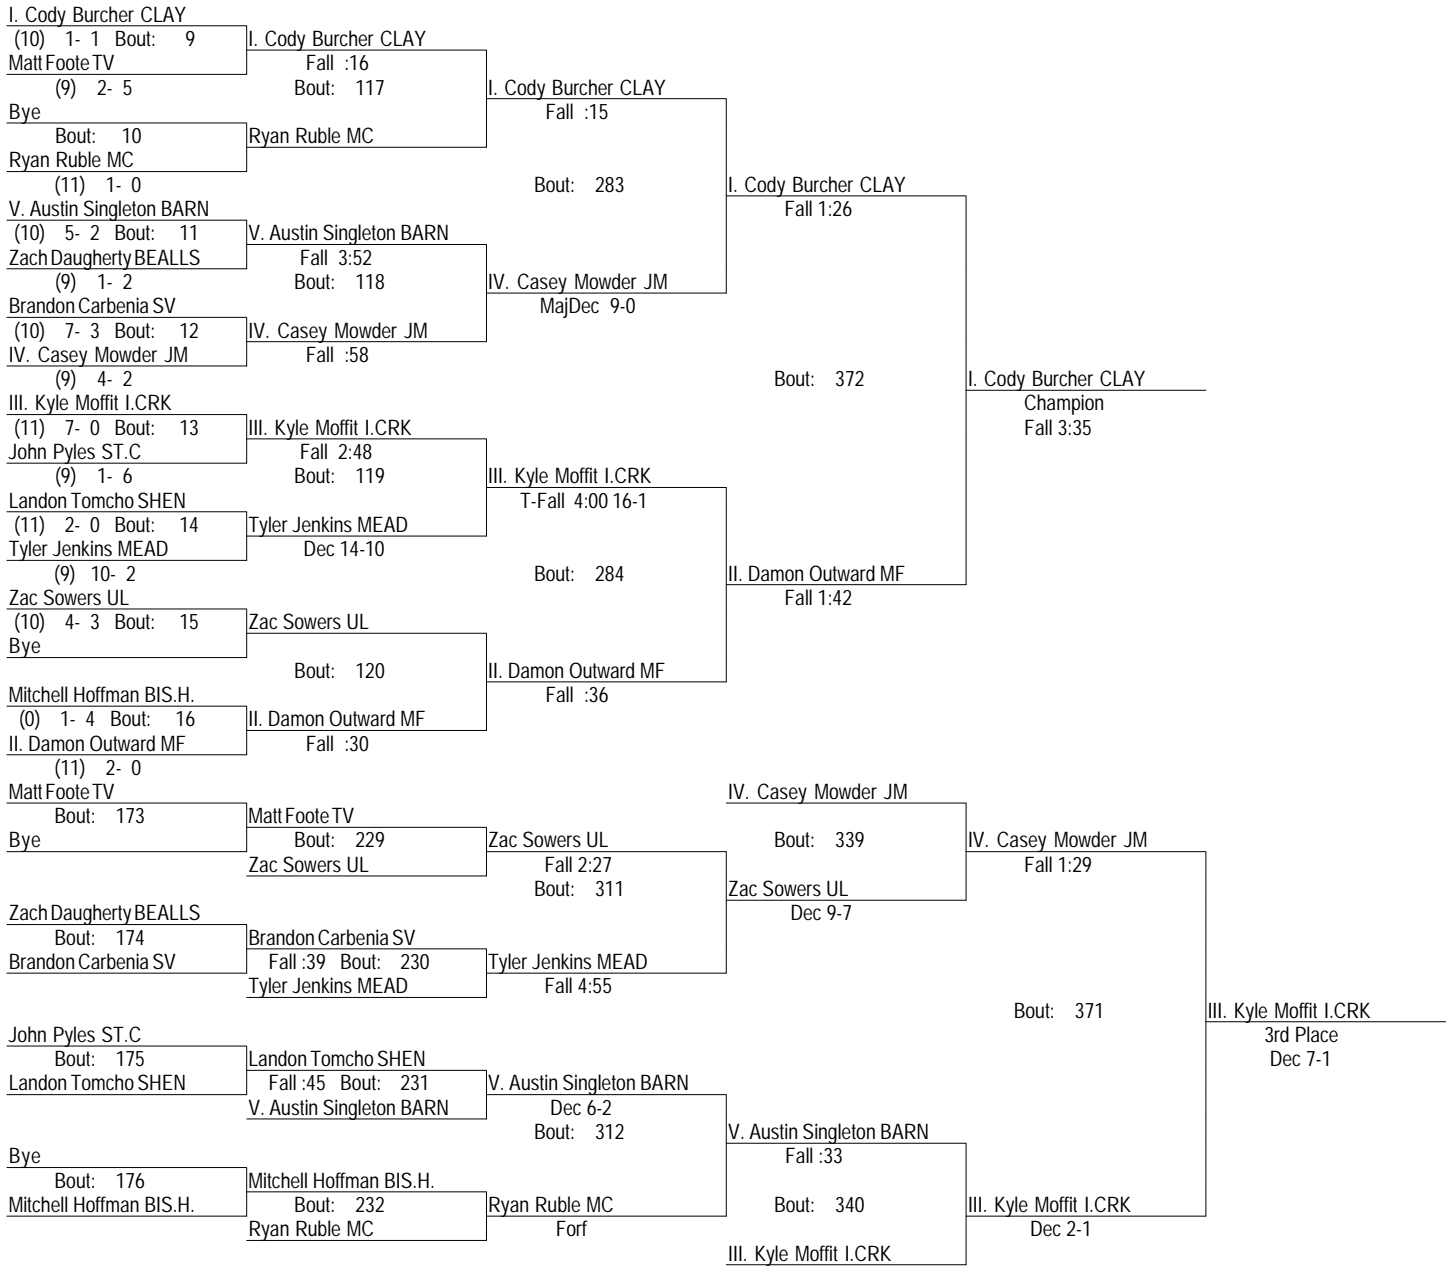 I. Cody Burcher CLAY
(10) 1- 1 Bout: 9
I. Cody Burcher CLAY
Matt Foote TV
Fall :16
(9) 2- 5
Bout: 117
I. Cody Burcher CLAY
Bye
Fall :15
Bout: 10
Ryan Ruble MC
Ryan Ruble MC
(11) 1- 0
Bout: 283
I. Cody Burcher CLAY
V. Austin Singleton BARN
Fall 1:26
(10) 5- 2 Bout: 11
V. Austin Singleton BARN
Zach Daugherty BEALLS
Fall 3:52
(9) 1- 2
Bout: 118
IV. Casey Mowder JM
Brandon Carbenia SV
MajDec 9-0
(10) 7- 3 Bout: 12
IV. Casey Mowder JM
IV. Casey Mowder JM
Fall :58
(9) 4- 2
Bout: 372
I. Cody Burcher CLAY
III. Kyle Moffit I.CRK
Champion
(11) 7- 0 Bout: 13
III. Kyle Moffit I.CRK
Fall 3:35
John Pyles ST.C
Fall 2:48
(9) 1- 6
Bout: 119
III. Kyle Moffit I.CRK
Landon Tomcho SHEN
T-Fall 4:00 16-1
(11) 2- 0 Bout: 14
Tyler Jenkins MEAD
Tyler Jenkins MEAD
Dec 14-10
(9) 10- 2
Bout: 284
II. Damon Outward MF
Zac Sowers UL
Fall 1:42
(10) 4- 3 Bout: 15
Zac Sowers UL
Bye
Bout: 120
II. Damon Outward MF
Mitchell Hoffman BIS.H.
Fall :36
(0) 1- 4 Bout: 16
II. Damon Outward MF
II. Damon Outward MF
Fall :30
(11) 2- 0
Matt Foote TV
IV. Casey Mowder JM
Bout: 173
Matt Foote TV
Bye
Bout: 229
Zac Sowers UL
Bout: 339
IV. Casey Mowder JM
Zac Sowers UL
Fall 2:27
Fall 1:29
Bout: 311
Zac Sowers UL
Zach Daugherty BEALLS
Dec 9-7
Bout: 174
Brandon Carbenia SV
Brandon Carbenia SV
Fall :39 Bout: 230
Tyler Jenkins MEAD
Tyler Jenkins MEAD
Fall 4:55
Bout: 371
III. Kyle Moffit I.CRK
John Pyles ST.C
3rd Place
Bout: 175
Landon Tomcho SHEN
Dec 7-1
Landon Tomcho SHEN
Fall :45 Bout: 231
V. Austin Singleton BARN
V. Austin Singleton BARN
Dec 6-2
Bout: 312
V. Austin Singleton BARN
Bye
Fall :33
Bout: 176
Mitchell Hoffman BIS.H.
Mitchell Hoffman BIS.H.
Bout: 232
Ryan Ruble MC
Bout: 340
III. Kyle Moffit I.CRK
Ryan Ruble MC
Forf
Dec 2-1
III. Kyle Moffit I.CRK